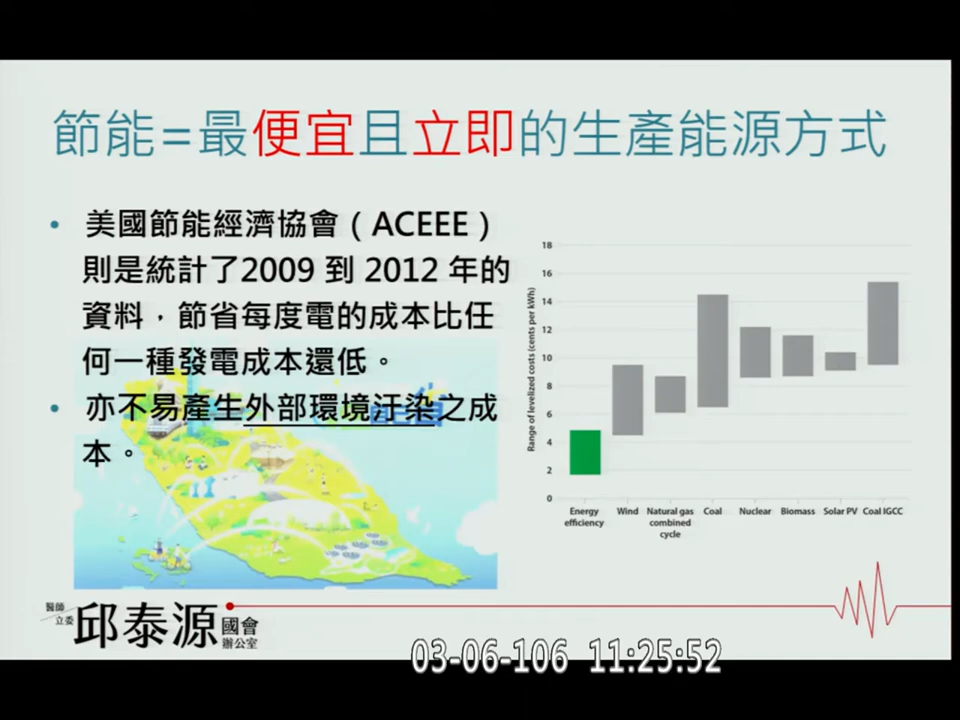 節能=最便宜且立即的生產能源方式
• 美國節能經濟協會（ACEEE）
則是統計了2009 到 2012 年的
資料，節省每度電的成本比任
何一種發電成本還低。
• 亦不易產生外部環境汙染之成
本。
Range of levelized costs (cents per kWh)
18
16
14
12
10
8
6
4
2
0
Energy efficiency
Wind
Natural gas combined cycle
Coal
Nuclear
Biomass
Solar PV
Coal IGCC
醫師
立委
邱泰源
國會
辦公室
03-06-106 11:25:52